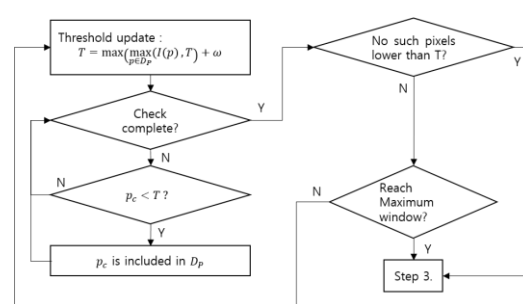 Threshold update :
T = max(max(I(p), T) + ω
p∈D_P
Check
complete?
Y
N
p_c < T ?
N
Y
p_c is included in D_P
No such pixels
lower than T?
Y
N
Reach
Maximum
window?
N
Y
Step 3.